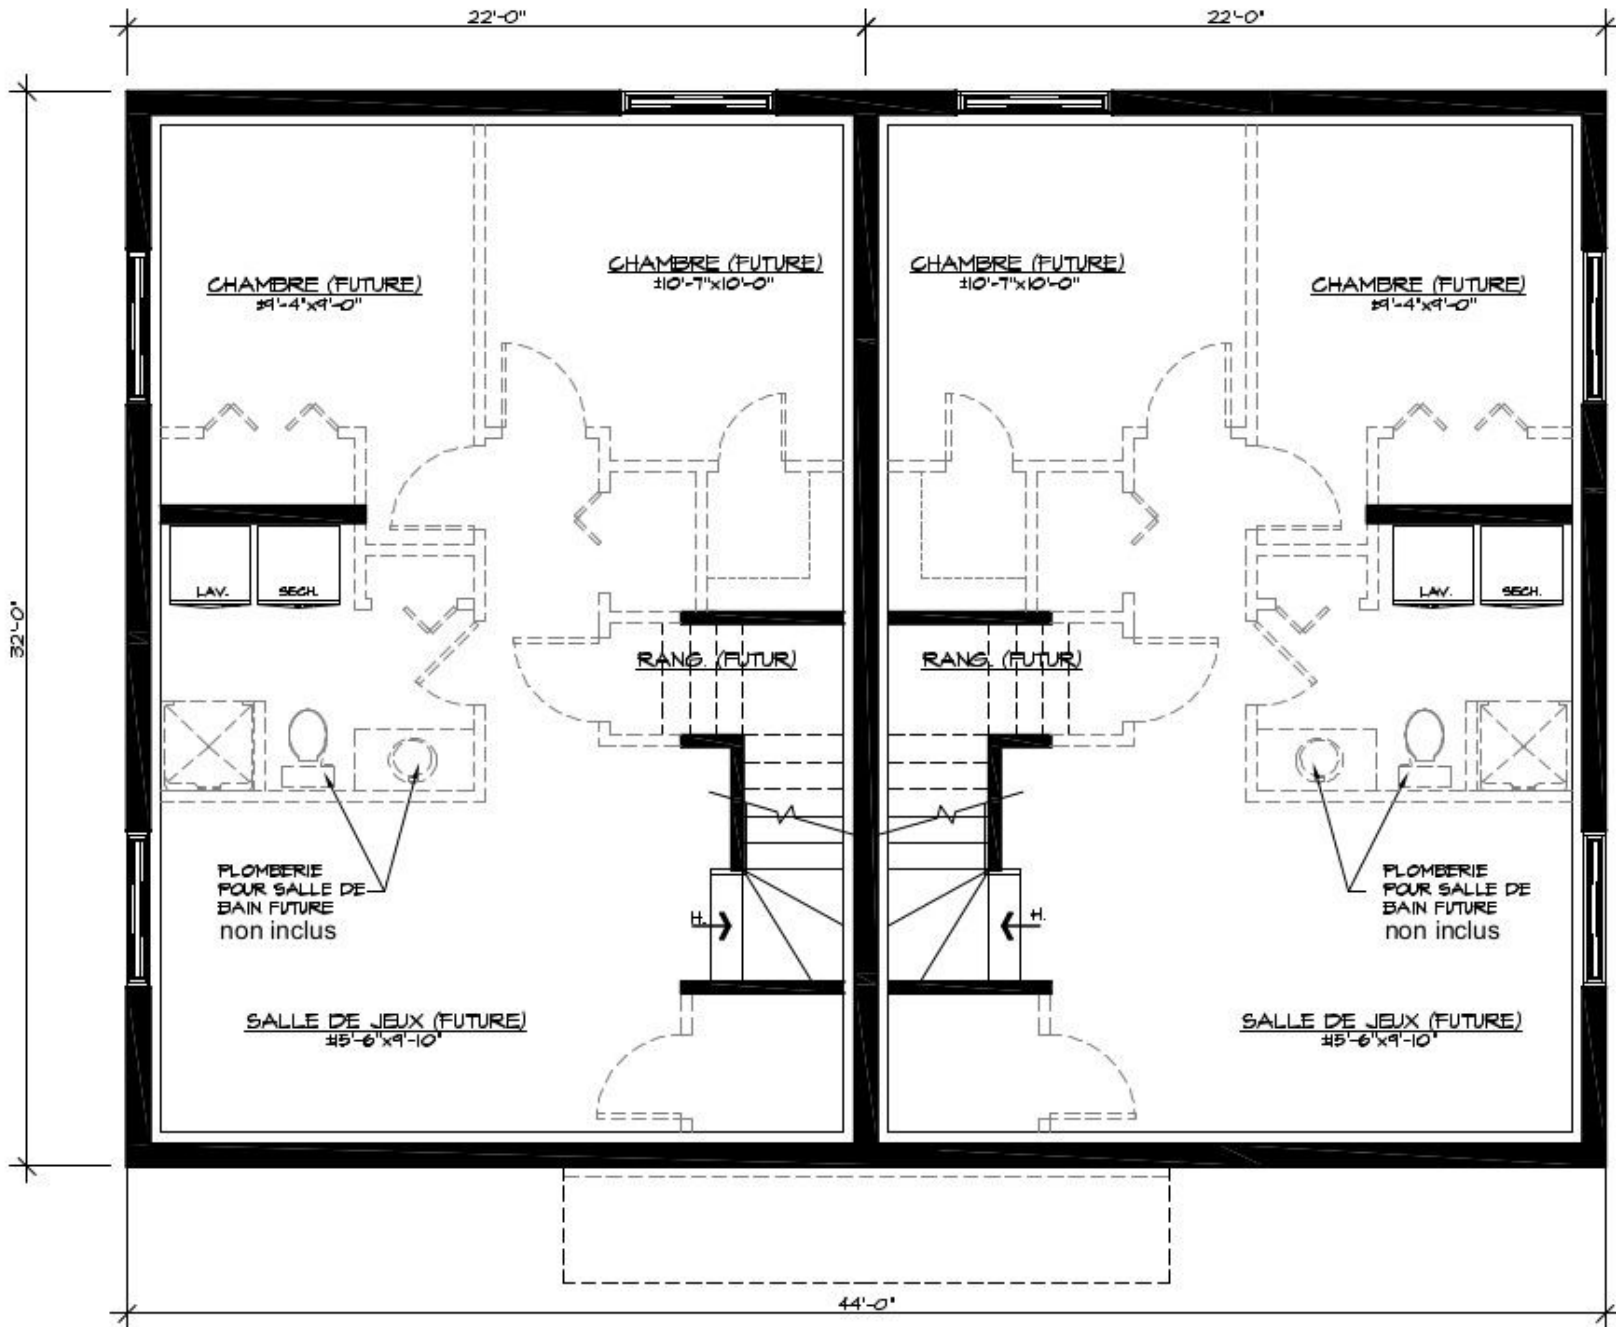 22'-0"
22'-0"
32'-0"
CHAMBRE (FUTURE)
±9'-4"x9'-0"
CHAMBRE (FUTURE)
±10'-7"x10'-0"
CHAMBRE (FUTURE)
±10'-7"x10'-0"
CHAMBRE (FUTURE)
±9'-4"x9'-0"
LAV.
SECH.
LAV.
SECH.
RANG. (FUTUR)
RANG. (FUTUR)
PLOMBERIE
POUR SALLE DE
BAIN FUTURE
non inclus
H.
H.
PLOMBERIE
POUR SALLE DE
BAIN FUTURE
non inclus
SALLE DE JEUX (FUTURE)
±15'-6"x9'-10"
SALLE DE JEUX (FUTURE)
±15'-6"x9'-10"
44'-0"